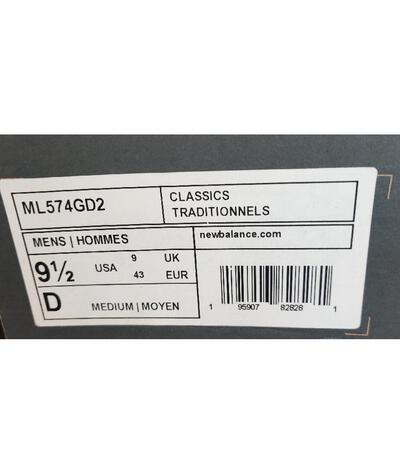 ML574GD2
CLASSICS
TRADITIONNELS
MENS | HOMMES
newbalance.com
9½ USA 9 UK
43 EUR
D MEDIUM | MOYEN
1 95907 82828 1